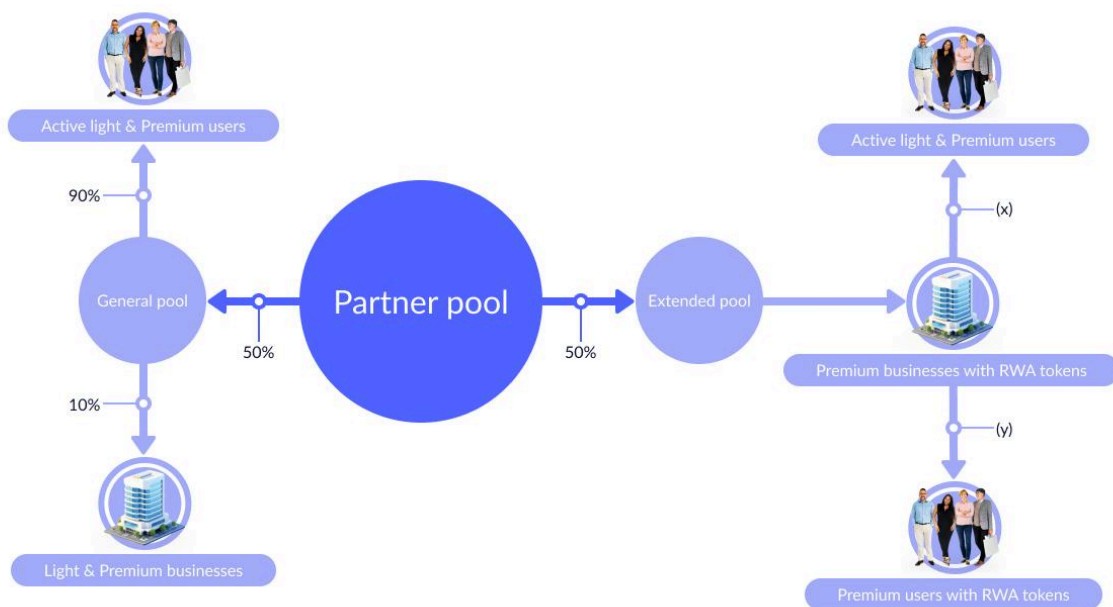 Active light & Premium users
Active light & Premium users
90%
(x)
General pool
Partner pool
Extended pool
50%
50%
Premium businesses with RWA tokens
10%
(y)
Light & Premium businesses
Premium users with RWA tokens